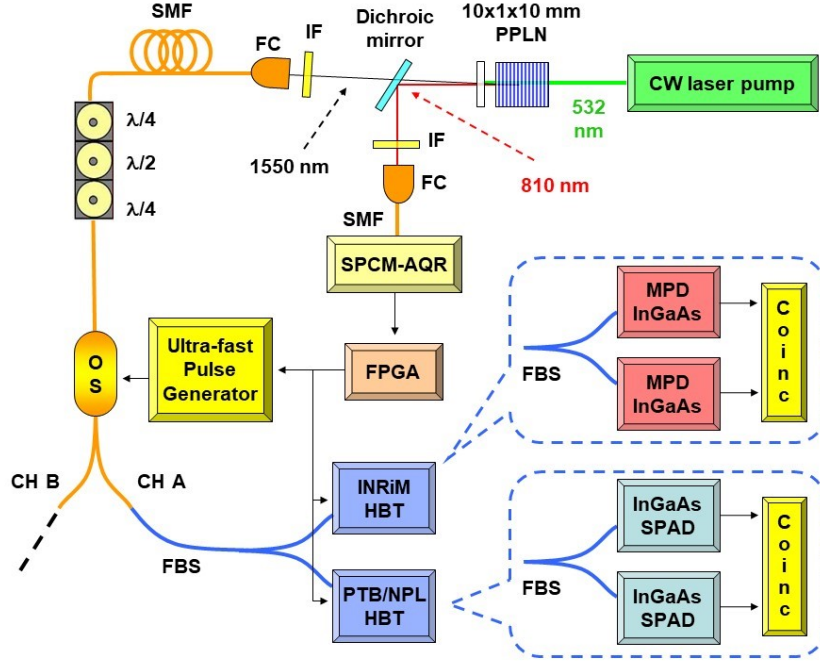 SMF
FC
IF
Dichroic
mirror
10x1x10 mm
PPLN
CW laser pump
532
nm
1550 nm
810 nm
IF
FC
SMF
λ/4
λ/2
λ/4
SPCM-AQR
FPGA
Ultra-fast
Pulse
Generator
OS
CH B
CH A
FBS
INRiM
HBT
PTB/NPL
HBT
FBS
MPD
InGaAs
MPD
InGaAs
Coinc
FBS
InGaAs
SPAD
InGaAs
SPAD
Coinc